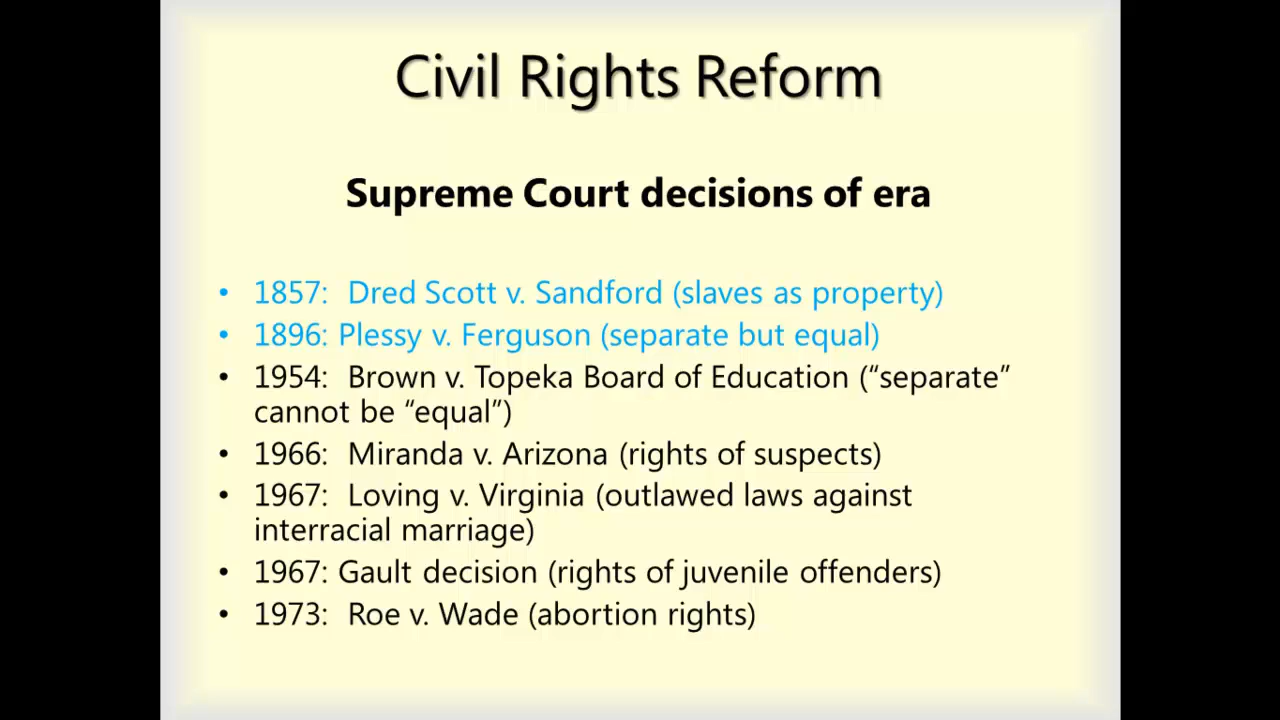 Civil Rights Reform
Supreme Court decisions of era
• 1857:  Dred Scott v. Sandford (slaves as property)
• 1896: Plessy v. Ferguson (separate but equal)
• 1954:  Brown v. Topeka Board of Education (“separate”
cannot be “equal”)
• 1966:  Miranda v. Arizona (rights of suspects)
• 1967:  Loving v. Virginia (outlawed laws against
interracial marriage)
• 1967: Gault decision (rights of juvenile offenders)
• 1973:  Roe v. Wade (abortion rights)